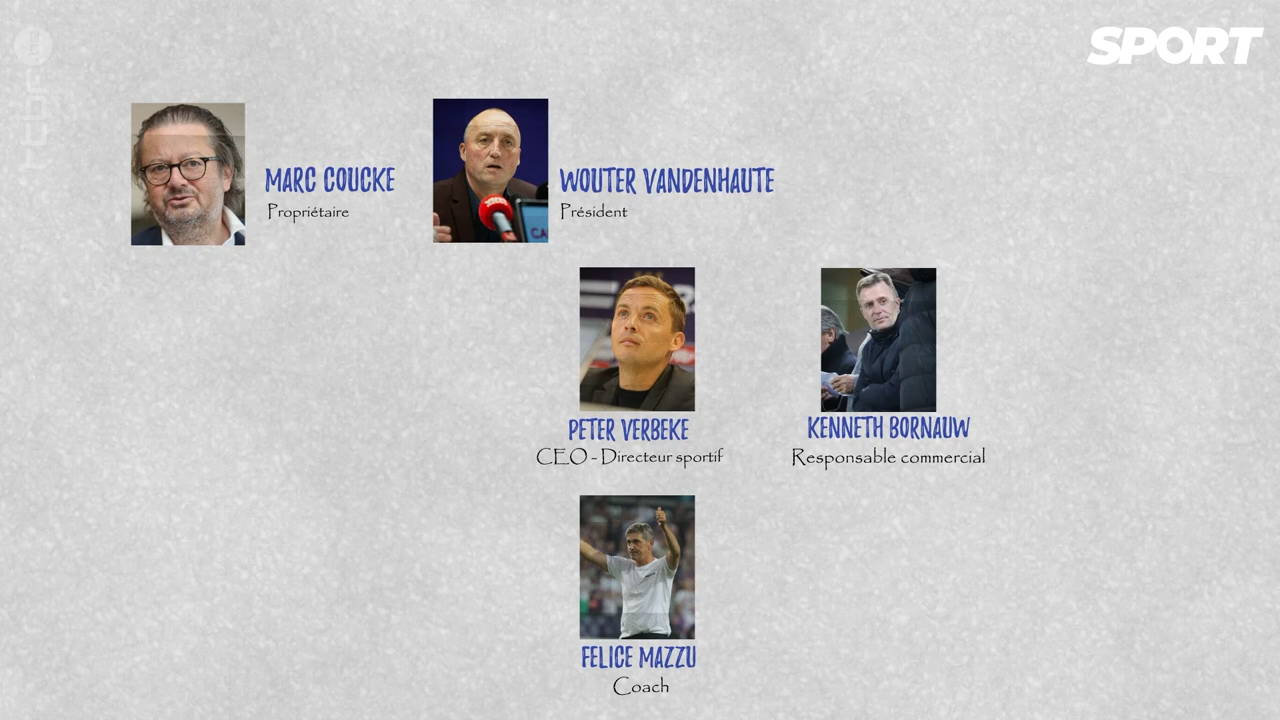 SPORT
MARC COUCKE
Propriétaire
WOUTER VANDENHAUTE
Président
PETER VERBEKE
CEO - Directeur sportif
KENNETH BORNAUW
Responsable commercial
FELICE MAZZU
Coach